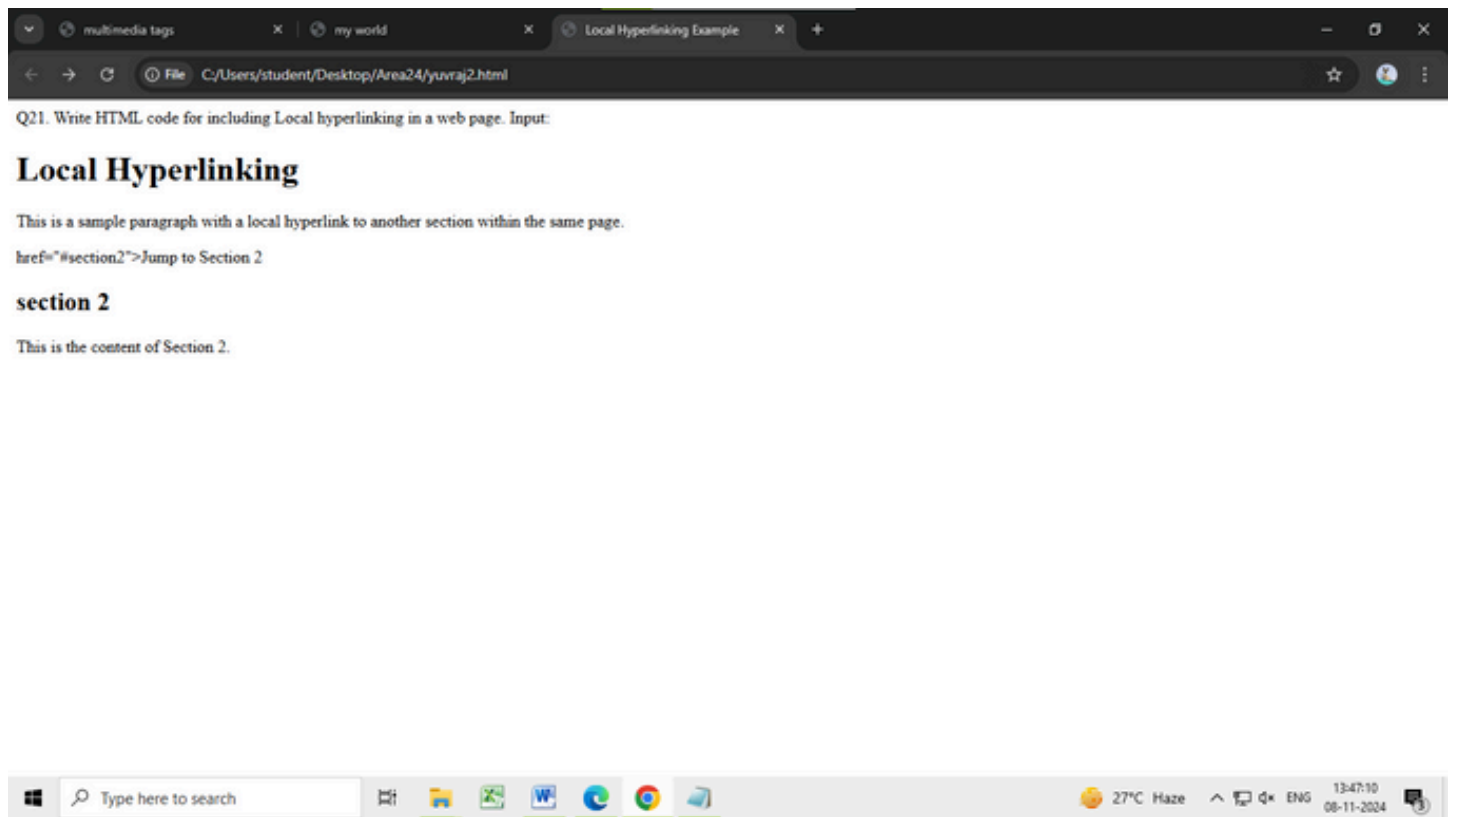 multimedia tags
my world
Local Hyperlinking Example
File C:/Users/student/Desktop/Area24/yuvraj2.html
Q21. Write HTML code for including Local hyperlinking in a web page. Input:
Local Hyperlinking
This is a sample paragraph with a local hyperlink to another section within the same page.
href="#section2">Jump to Section 2
section 2
This is the content of Section 2.
Type here to search
27°C Haze
ENG
13:47:10
08-11-2024
3